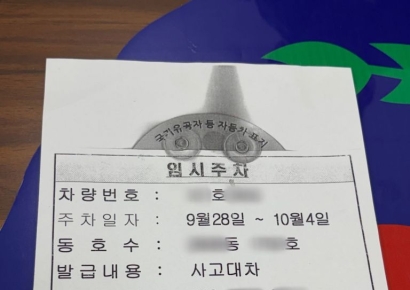 국가유공자 등 자동차 표지
임시주차
차량번호 : 호
주차일자 : 9월28일 ~ 10월4일
동호수 : 동 호
발급내용 : 사고대차